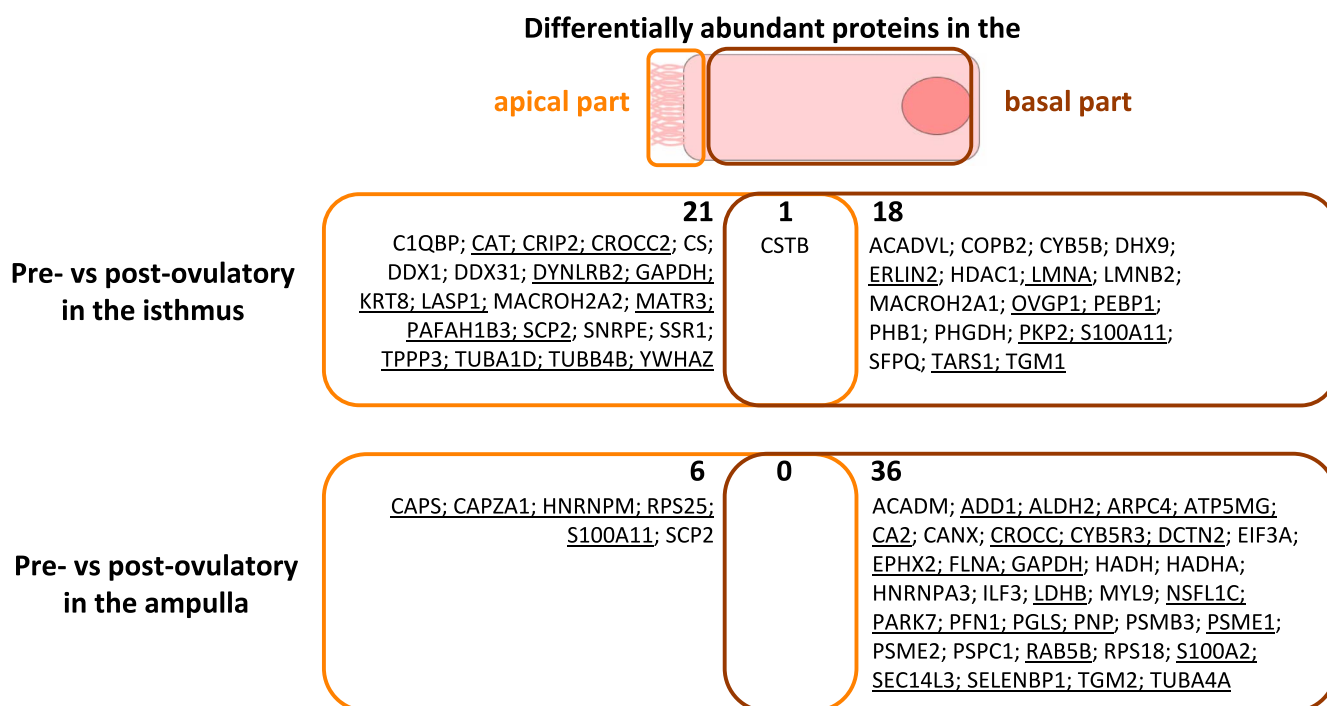 Differentially abundant proteins in the
apical part
basal part
Pre- vs post-ovulatory
in the isthmus
21
C1QBP; CAT; CRIP2; CROCC2; CS;
DDX1; DDX31; DYNLRB2; GAPDH;
KRT8; LASP1; MACROH2A2; MATR3;
PAFAH1B3; SCP2; SNRPE; SSR1;
TPPP3; TUBA1D; TUBB4B; YWHAZ
1
CSTB
18
ACADVL; COPB2; CYB5B; DHX9;
ERLIN2; HDAC1; LMNA; LMNB2;
MACROH2A1; OVGP1; PEBP1;
PHB1; PHGDH; PKP2; S100A11;
SFPQ; TARS1; TGM1
Pre- vs post-ovulatory
in the ampulla
6
CAPS; CAPZA1; HNRNPM; RPS25;
S100A11; SCP2
0
36
ACADM; ADD1; ALDH2; ARPC4; ATP5MG;
CA2; CANX; CROCC; CYB5R3; DCTN2; EIF3A;
EPHX2; FLNA; GAPDH; HADH; HADHA;
HNRNPA3; ILF3; LDHB; MYL9; NSFL1C;
PARK7; PFN1; PGLS; PNP; PSMB3; PSME1;
PSME2; PSPC1; RAB5B; RPS18; S100A2;
SEC14L3; SELENBP1; TGM2; TUBA4A